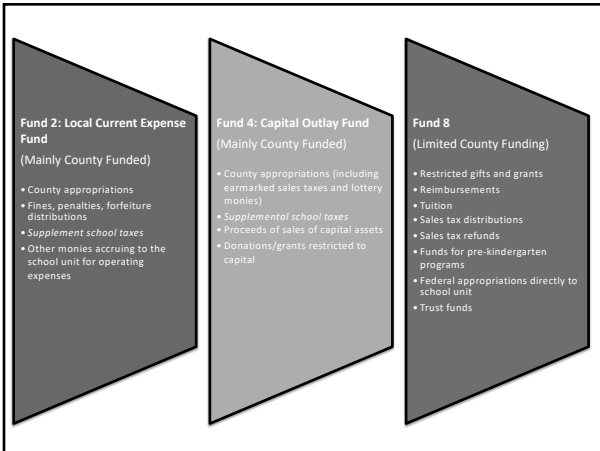 Fund 2: Local Current Expense
Fund
(Mainly County Funded)
• County appropriations
• Fines, penalties, forfeiture
distributions
• Supplement school taxes
• Other monies accruing to the
school unit for operating
expenses
Fund 4: Capital Outlay Fund
(Mainly County Funded)
• County appropriations (including
earmarked sales taxes and lottery
monies)
• Supplemental school taxes
• Proceeds of sales of capital assets
• Donations/grants restricted to
capital
Fund 8
(Limited County Funding)
• Restricted gifts and grants
• Reimbursements
• Tuition
• Sales tax distributions
• Sales tax refunds
• Funds for pre-kindergarten
programs
• Federal appropriations directly to
school unit
• Trust funds